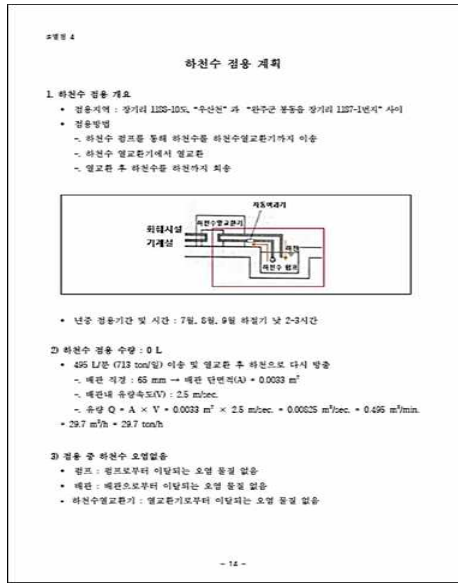 하천수 점용 계획
1. 하천수 점용 개요
• 점용지역 : 장기리 1188-10도, "우산천" 과 "완주군 봉동읍 장기리 1187-1번지" 사이
• 점용방법
-. 하천수 펌프를 통해 하천수를 하천수열교환기까지 이송
-. 하천수 열교환기에서 열교환
-. 열교환 후 하천수를 하천까지 회송
자동여과기
하천수열교환기
기계실
하천
하천수 펌프
• 년중 점용기간 및 시간 : 7월, 8월, 9월 하절기 낮 2-3시간
2) 하천수 점용 수량 : 0 L
• 495 L/분 (713 ton/일) 이송 및 열교환 후 하천으로 다시 방출
-. 배관 직경 : 65 mm → 배관 단면적(A) = 0.0033 m²
-. 배관내 유량속도(V) : 2.5 m/sec.
-. 유량 Q = A × V = 0.0033 m² × 2.5 m/sec. = 0.00825 m³/sec. = 0.495 m³/min.
= 29.7 m³/h = 29.7 ton/h
3) 점용 중 하천수 오염없음
• 펌프 : 펌프로부터 이탈되는 오염 물질 없음
• 배관 : 배관으로부터 이탈되는 오염 물질 없음
• 하천수열교환기 : 열교환기로부터 이탈되는 오염 물질 없음
- 14 -